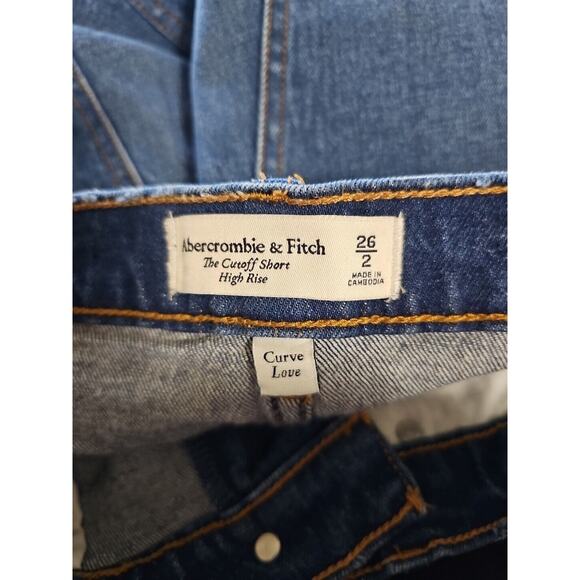 Abercrombie & Fitch
The Cutoff Short
High Rise
26
2
MADE IN
CAMBODIA
Curve
Love